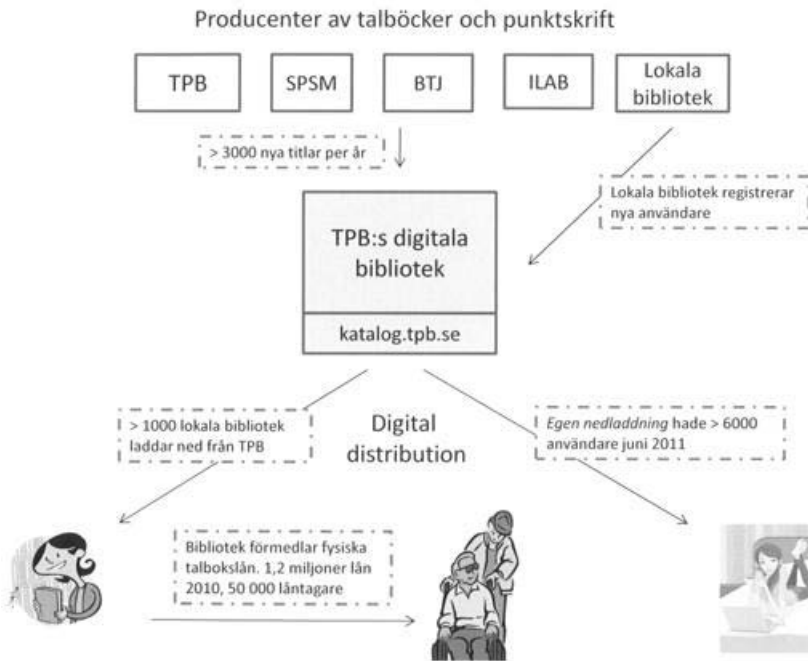 Producenter av talböcker och punktskrift
TPB
SPSM
BTJ
ILAB
Lokala
bibliotek
> 3000 nya titlar per år
Lokala bibliotek registrerar
nya användare
TPB:s digitala
bibliotek
katalog.tpb.se
> 1000 lokala bibliotek
laddar ned från TPB
Digital
distribution
Egen nedladdning hade > 6000
användare juni 2011
Bibliotek förmedlar fysiska
talbokslån. 1,2 miljoner lån
2010, 50 000 låntagare